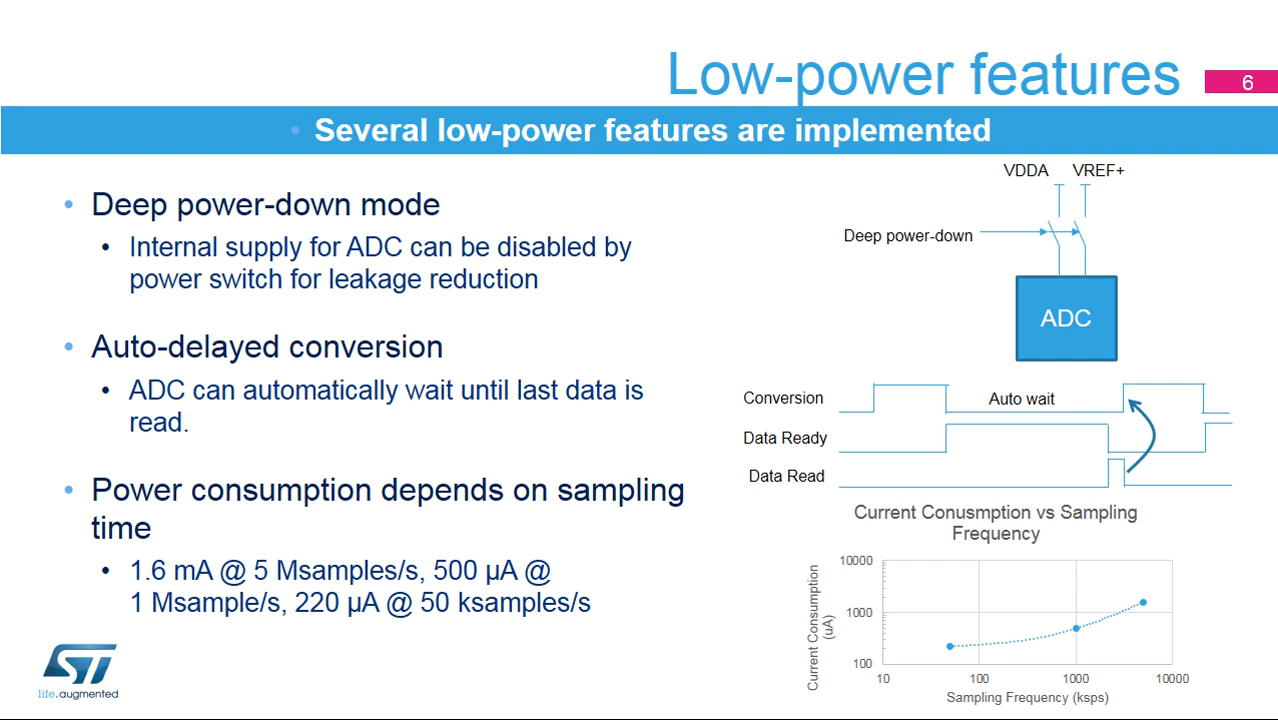 Low-power features
6
• Several low-power features are implemented
• Deep power-down mode
• Internal supply for ADC can be disabled by
power switch for leakage reduction
• Auto-delayed conversion
• ADC can automatically wait until last data is
read.
• Power consumption depends on sampling
time
• 1.6 mA @ 5 Msamples/s, 500 µA @
1 Msample/s, 220 µA @ 50 ksamples/s
VDDA VREF+
Deep power-down
ADC
Conversion
Auto wait
Data Ready
Data Read
Current Conusmption vs Sampling
Frequency
Current Consumption
(uA)
10000
1000
100
10 100 1000 10000
Sampling Frequency (ksps)
ST
life.augmented